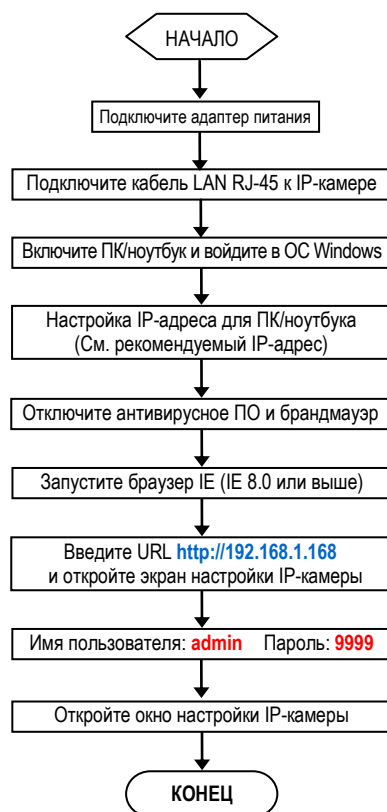 НАЧАЛО
Подключите адаптер питания
Подключите кабель LAN RJ-45 к IP-камере
Включите ПК/ноутбук и войдите в ОС Windows
Настройка IP-адреса для ПК/ноутбука
(См. рекомендуемый IP-адрес)
Отключите антивирусное ПО и брандмауэр
Запустите браузер IE (IE 8.0 или выше)
Введите URL http://192.168.1.168
и откройте экран настройки IP-камеры
Имя пользователя: admin Пароль: 9999
Откройте окно настройки IP-камеры
КОНЕЦ